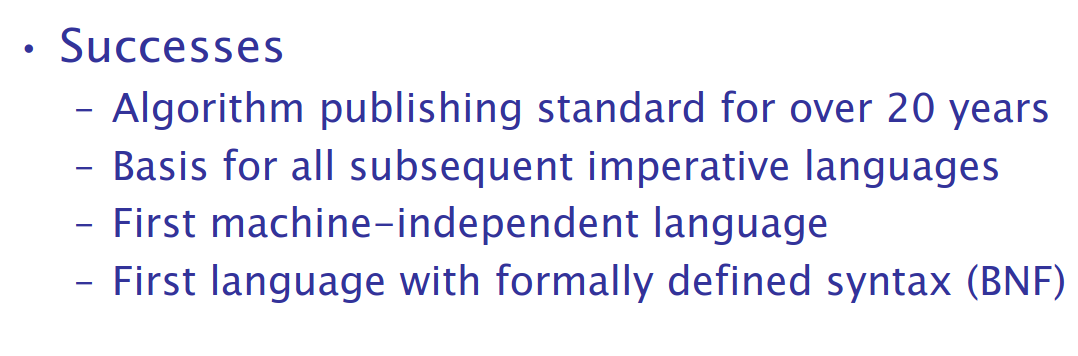 • Successes
– Algorithm publishing standard for over 20 years
– Basis for all subsequent imperative languages
– First machine-independent language
– First language with formally defined syntax (BNF)